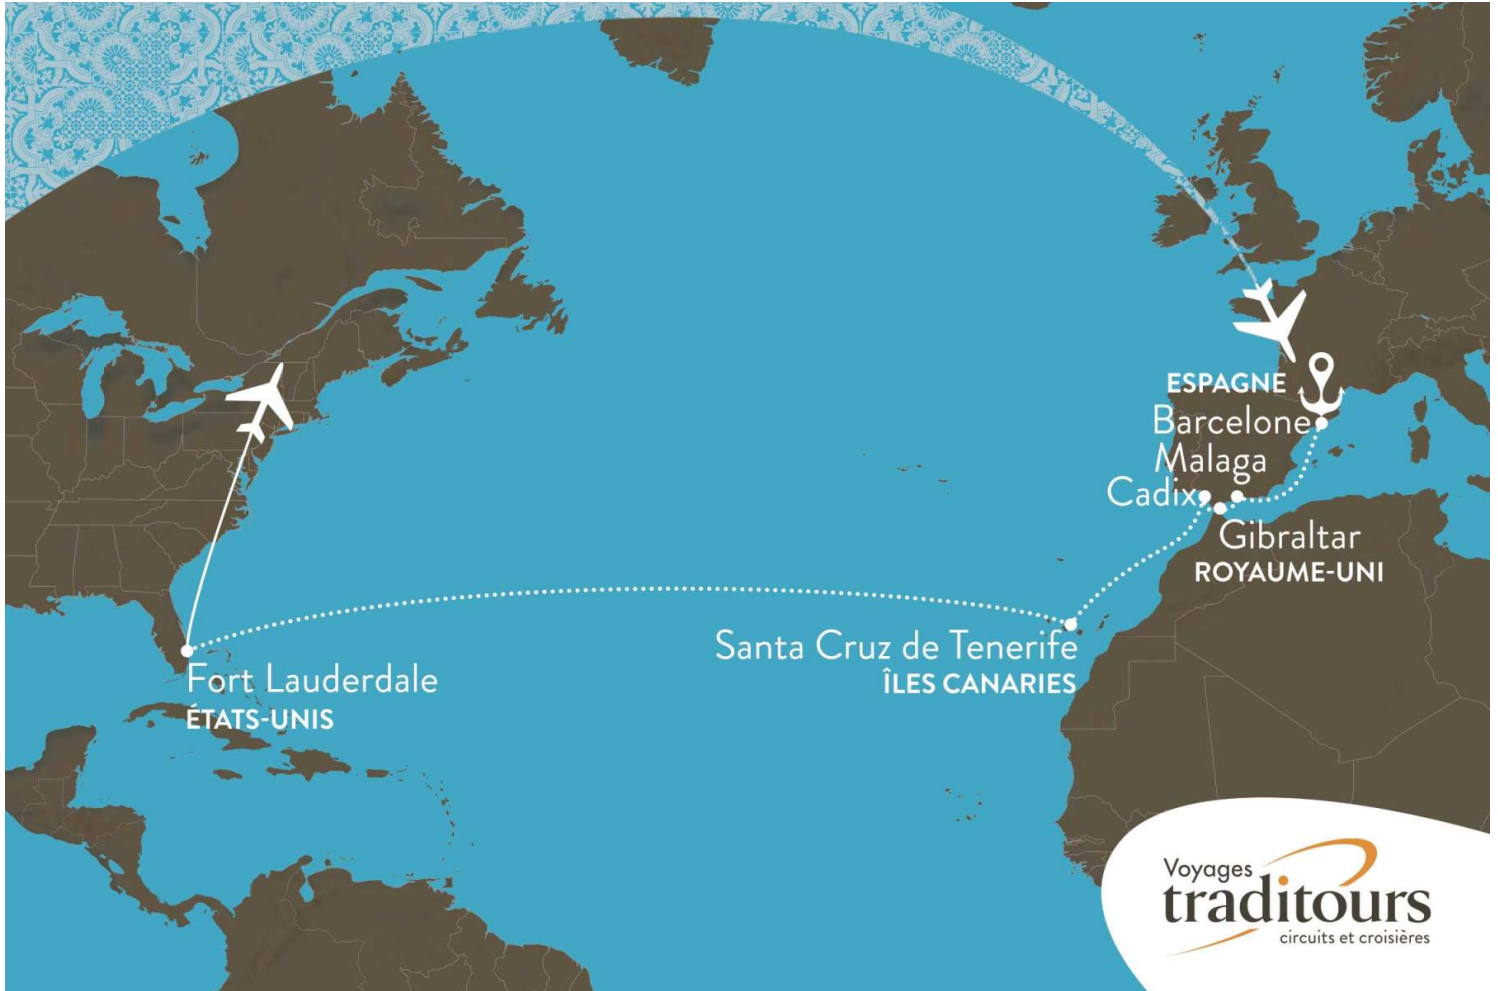 ESPAGNE
Barcelone
Malaga
Cadix
Gibraltar
ROYAUME-UNI
Santa Cruz de Tenerife
ÎLES CANARIES
Fort Lauderdale
ÉTATS-UNIS
Voyages
traditours
circuits et croisières